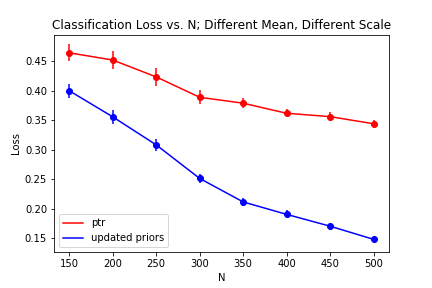 Classification Loss vs. N; Different Mean, Different Scale
Loss
0.45
0.40
0.35
0.30
0.25
0.20
0.15
ptr
updated priors
150 200 250 300 350 400 450 500
N